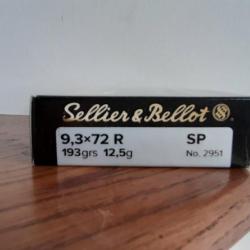 Sellier & Bellot
9,3×72 R SP
193grs 12,5g No. 2951